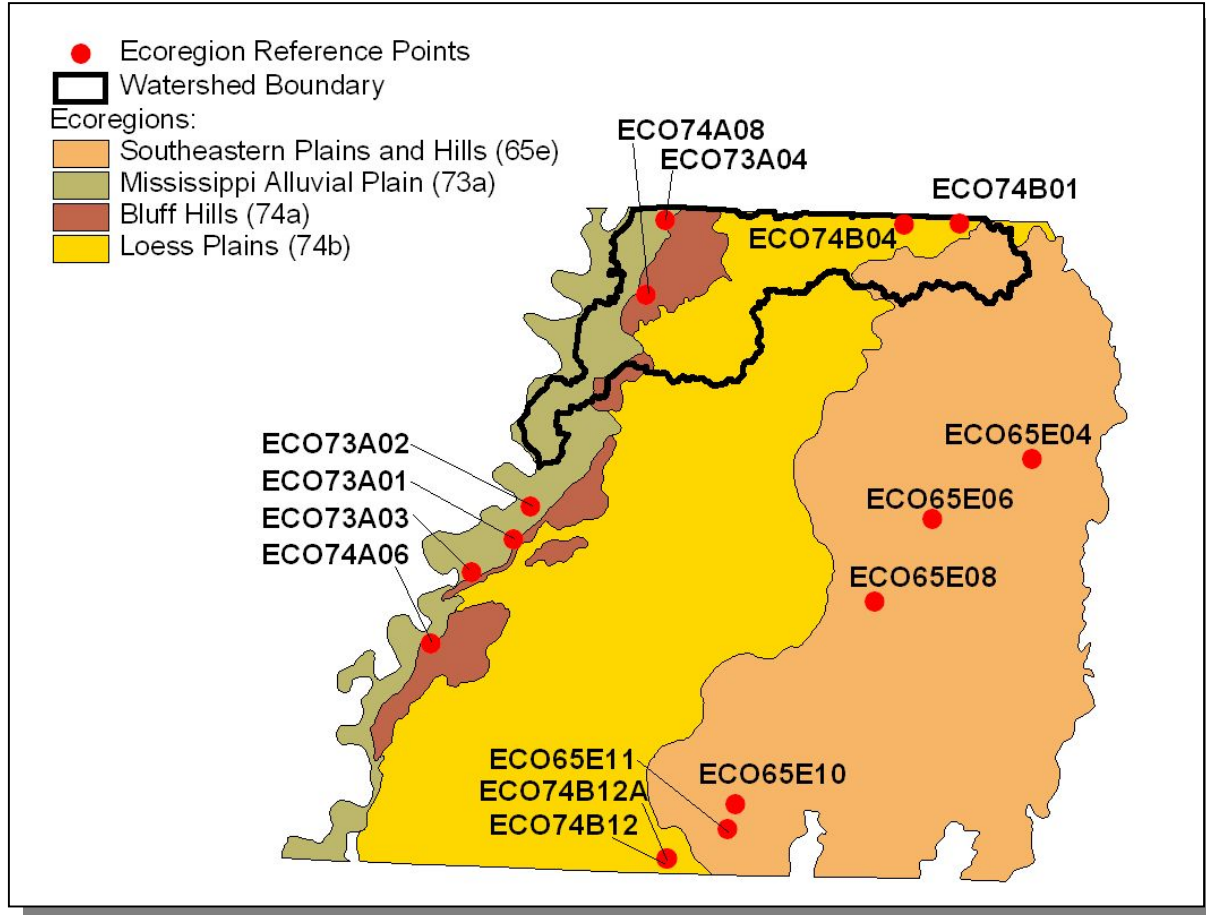 Ecoregion Reference Points
Watershed Boundary
Ecoregions:
Southeastern Plains and Hills (65e)
Mississippi Alluvial Plain (73a)
Bluff Hills (74a)
Loess Plains (74b)
ECO74A08
ECO73A04
ECO74B01
ECO74B04
ECO73A02
ECO73A01
ECO73A03
ECO74A06
ECO65E04
ECO65E06
ECO65E08
ECO65E11
ECO65E10
ECO74B12A
ECO74B12